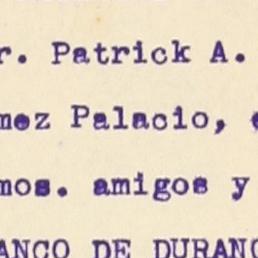 r. Patrick A.
mez Palacio, e
mos. amigos y
ANCO DE DURANG